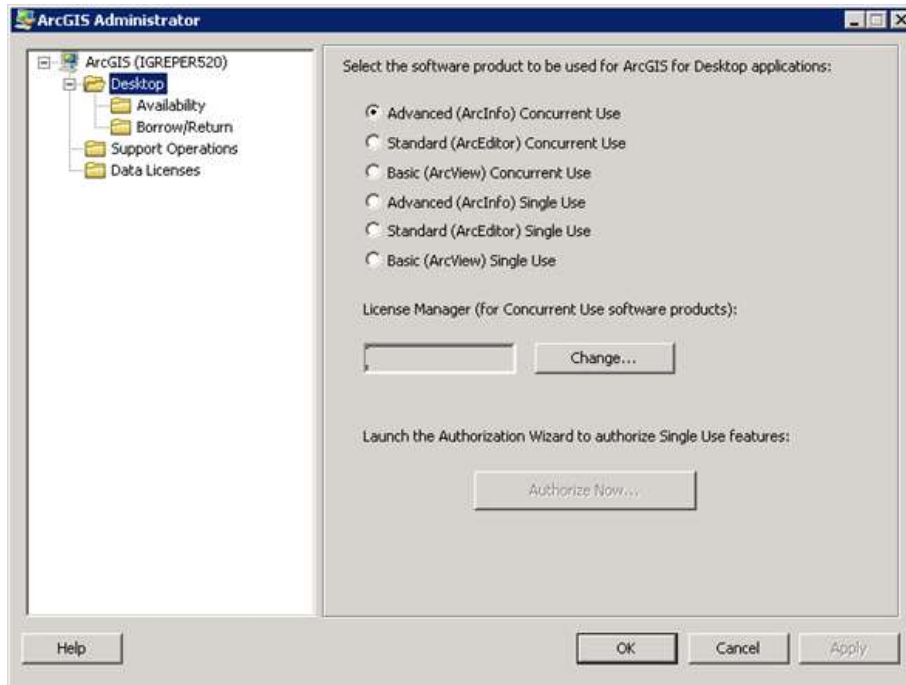 ArcGIS Administrator
ArcGIS (IGREPER520)
Desktop
Availability
Borrow/Return
Support Operations
Data Licenses
Select the software product to be used for ArcGIS for Desktop applications:
Advanced (ArcInfo) Concurrent Use
Standard (ArcEditor) Concurrent Use
Basic (ArcView) Concurrent Use
Advanced (ArcInfo) Single Use
Standard (ArcEditor) Single Use
Basic (ArcView) Single Use
License Manager (for Concurrent Use software products):
Change...
Launch the Authorization Wizard to authorize Single Use features:
Authorize Now...
Help
OK
Cancel
Apply